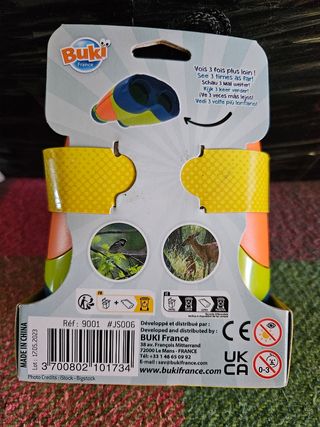 Buki
France
Vois 3 fois plus loin !
See 3 times as far!
Schau 3 Mal weiter!
Kijk 3 keer verder!
¡Ve 3 veces más lejos!
Vedi 3 volte più lontano!
FR
Réf : 9001 #JS006
MADE IN CHINA
Lot: 17.05.2023
3 700802 101734
Photo Credits : iStock - Bigstock
Développé et distribué par :
Developed and distributed by :
BUKI France
38 av. François Mitterrand
72000 Le Mans - FRANCE
Tél : +33 1 46 65 09 92
E-mail : sav@bukifrance.com
www.bukifrance.com
CE
UK
CA
0-3